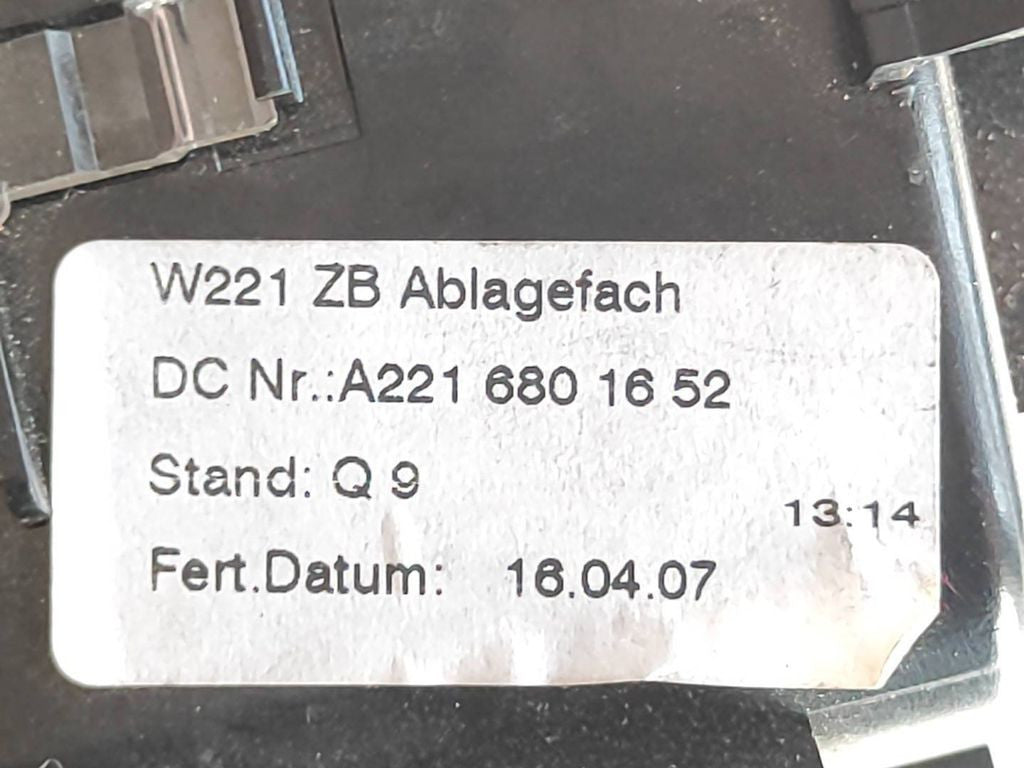 W221 ZB Ablagefach
DC Nr.:A221 680 16 52
Stand: Q 9
13:14
Fert.Datum: 16.04.07